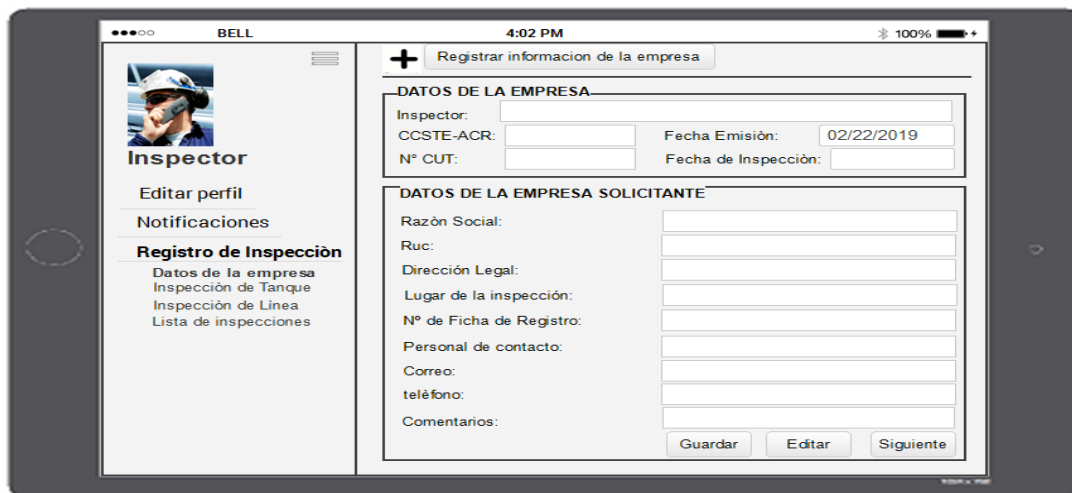 BELL 4:02 PM 100%
Registrar informacion de la empresa
Inspector
Editar perfil
Notificaciones
Registro de Inspecciòn
Datos de la empresa
Inspecciòn de Tanque
Inspecciòn de Lìnea
Lista de inspecciones
DATOS DE LA EMPRESA
Inspector:
CCSTE-ACR: Fecha Emisiòn: 02/22/2019
N° CUT: Fecha de Inspecciòn:
DATOS DE LA EMPRESA SOLICITANTE
Razòn Social:
Ruc:
Dirección Legal:
Lugar de la inspección:
Nº de Ficha de Registro:
Personal de contacto:
Correo:
telèfono:
Comentarios:
Guardar Editar Siguiente